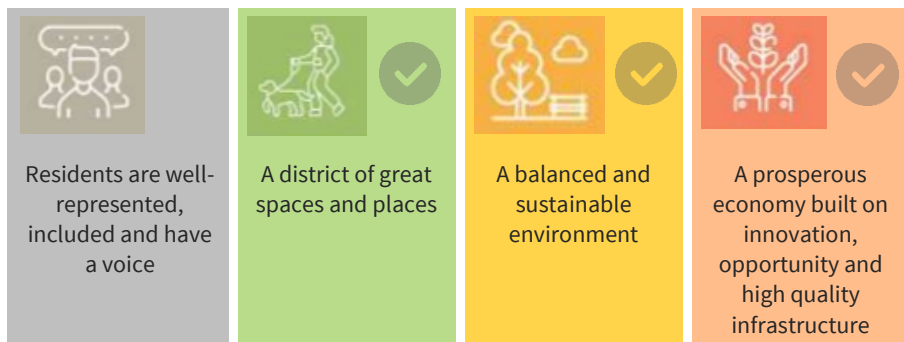 Residents are well-
represented,
included and have
a voice
A district of great
spaces and places
A balanced and
sustainable
environment
A prosperous
economy built on
innovation,
opportunity and
high quality
infrastructure